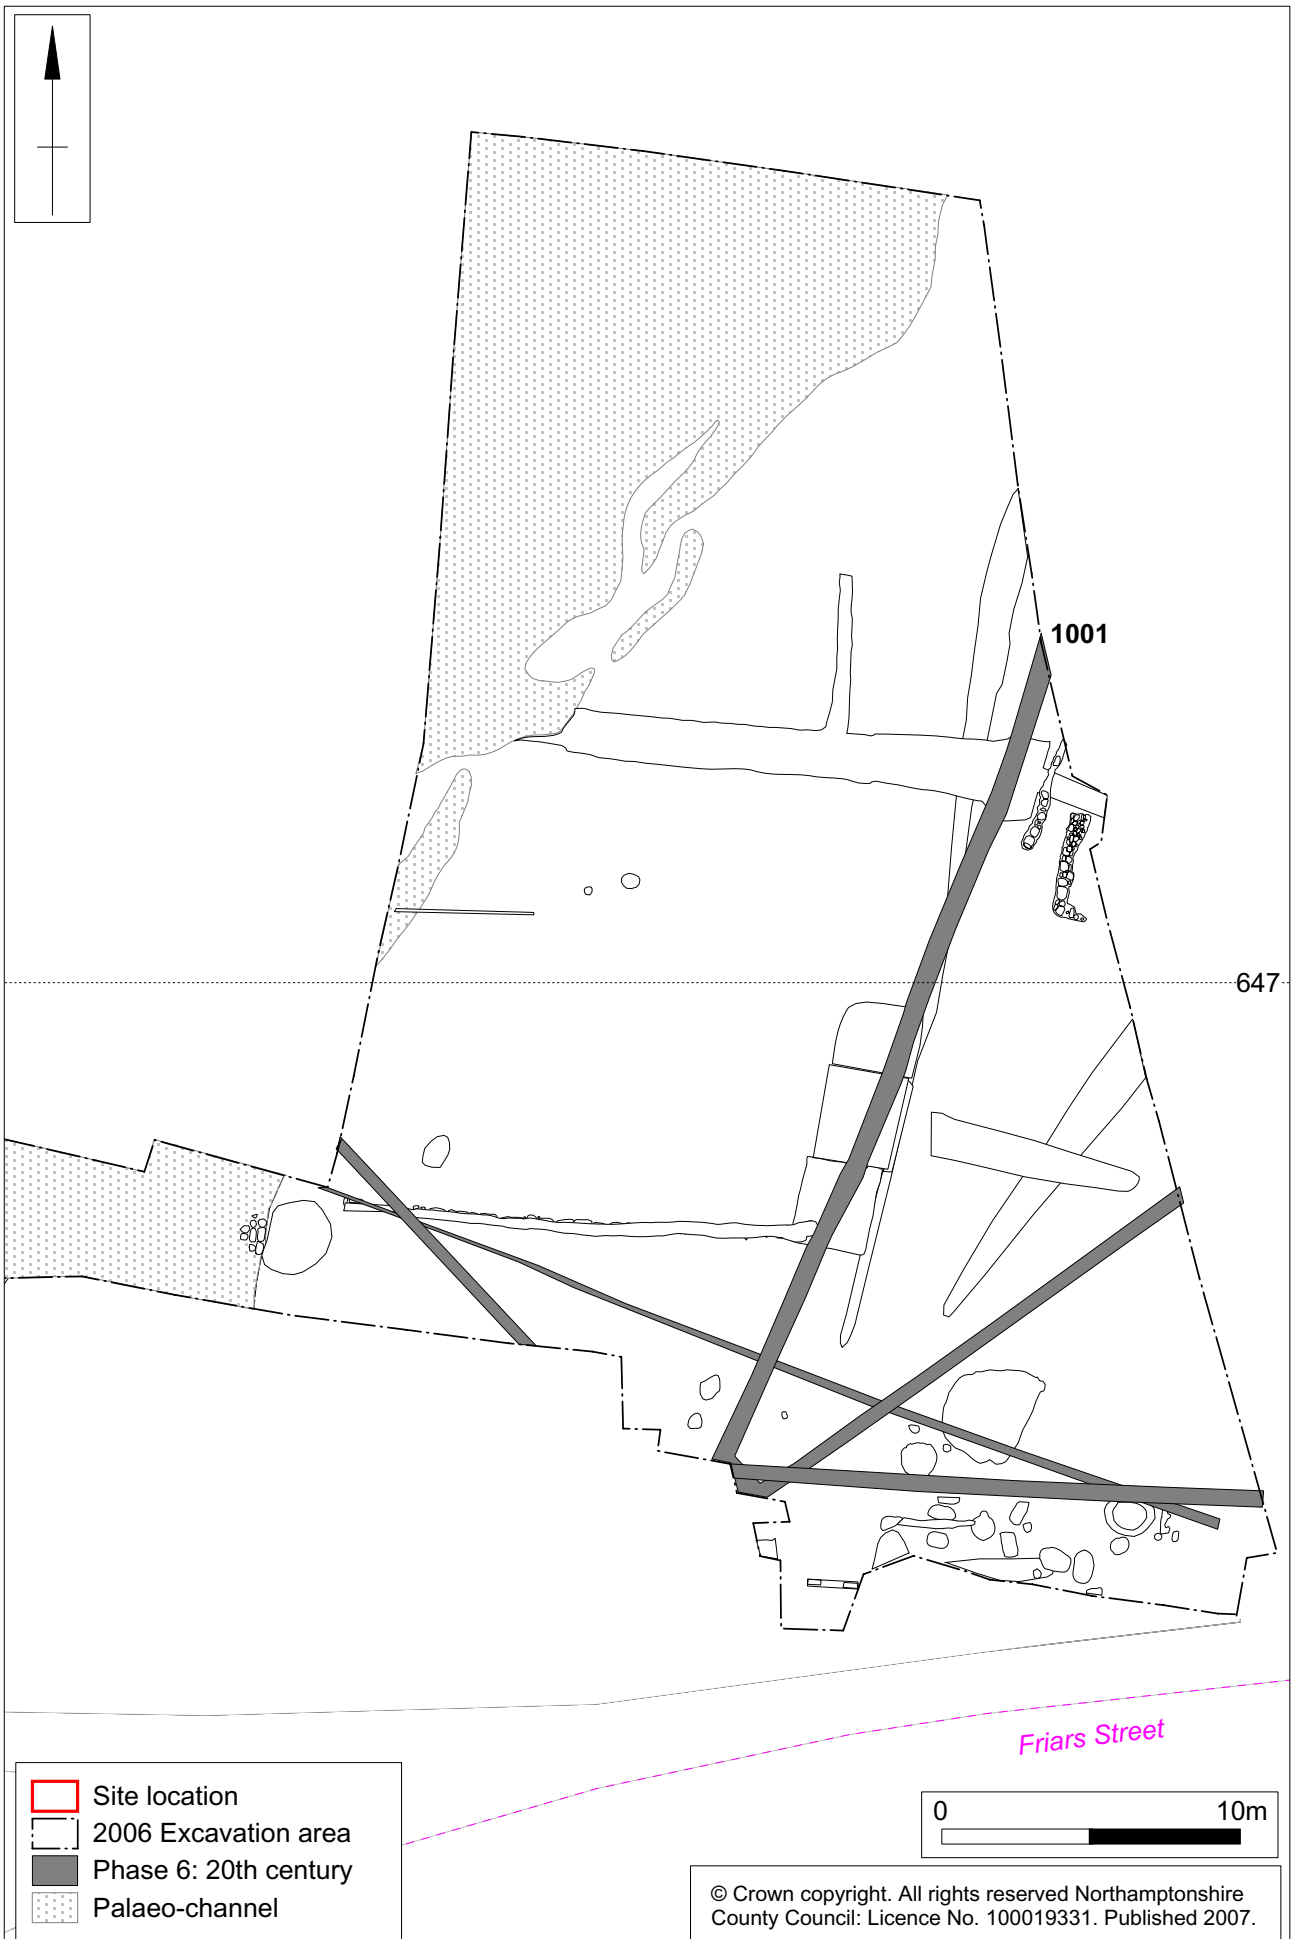 1001
647
Friars Street
Site location
2006 Excavation area
Phase 6: 20th century
Palaeo-channel
0 10m
© Crown copyright. All rights reserved Northamptonshire
County Council: Licence No. 100019331. Published 2007.